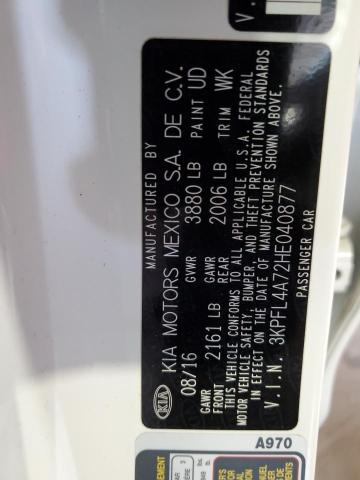 MANUFACTURED BY
KIA KIA MOTORS MEXICO S.A. DE C.V.
08/16 GVWR 3880 LB PAINT UD
GAWR FRONT 2161 LB GAWR REAR 2006 LB TRIM WK
THIS VEHICLE CONFORMS TO ALL APPLICABLE U.S.A. FEDERAL
MOTOR VEHICLE SAFETY, BUMPER, AND THEFT PREVENTION STANDARDS
IN EFFECT ON THE DATE OF MANUFACTURE SHOWN ABOVE.
V.I.N. 3KPFL4A72HE040877
PASSENGER CAR
A970